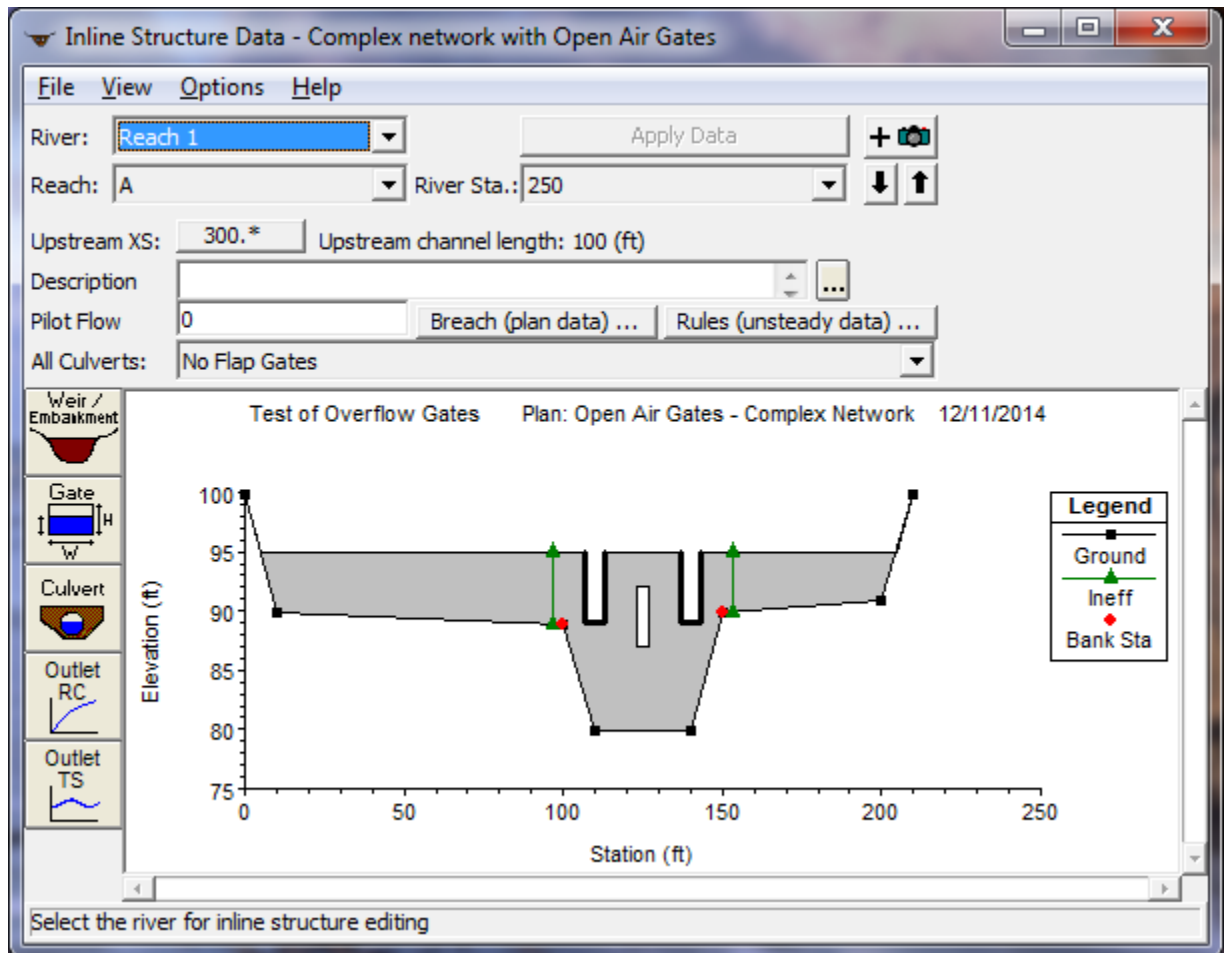 Inline Structure Data - Complex network with Open Air Gates
File View Options Help
River: Reach 1 Apply Data
Reach: A River Sta.: 250
Upstream XS: 300.* Upstream channel length: 100 (ft)
Description ...
Pilot Flow 0 Breach (plan data) ... Rules (unsteady data) ...
All Culverts: No Flap Gates
Weir /
Embankment
Gate
H
W
Culvert
Outlet
RC
Outlet
TS
Test of Overflow Gates Plan: Open Air Gates - Complex Network 12/11/2014
100
95
90
85
80
75
Elevation (ft)
0 50 100 150 200 250
Station (ft)
Legend
Ground
Ineff
Bank Sta
Select the river for inline structure editing